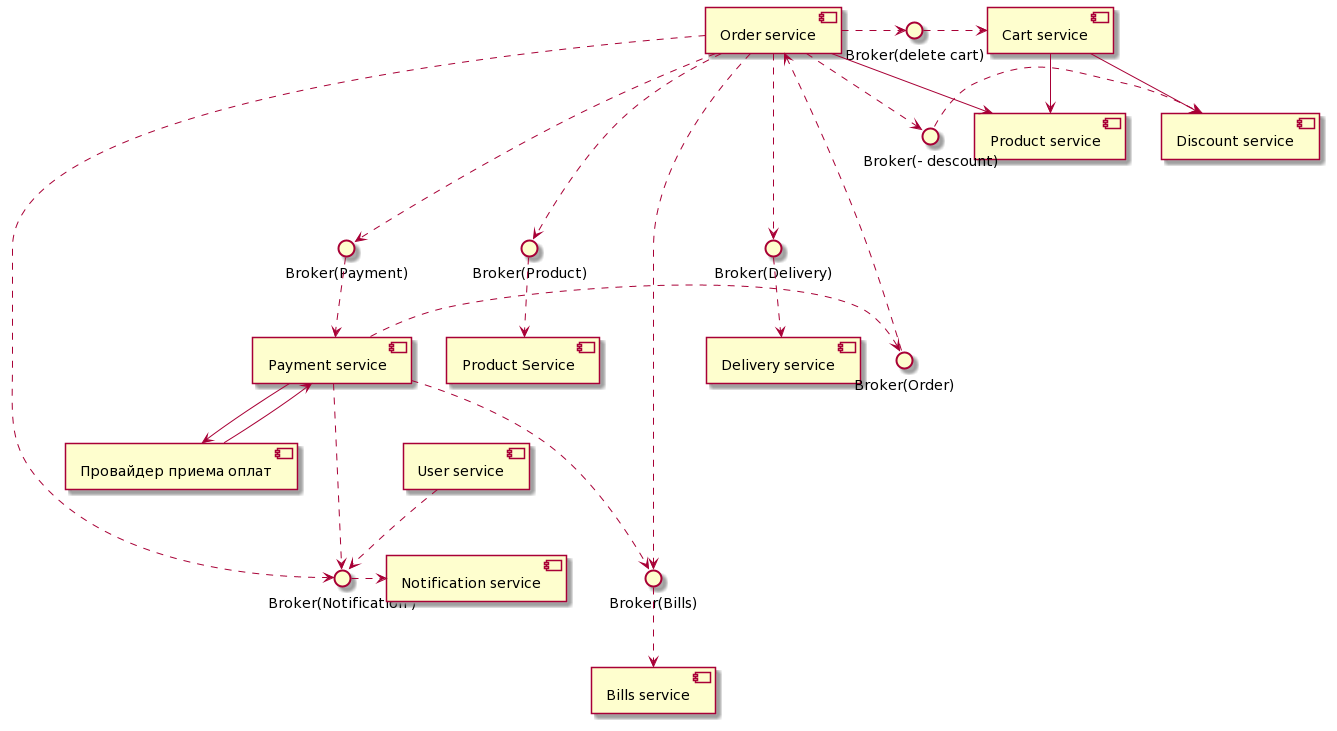 Order service
Cart service
Broker(delete cart)
Product service
Discount service
Broker(- descount)
Broker(Payment)
Broker(Product)
Broker(Delivery)
Payment service
Product Service
Delivery service
Broker(Order)
Провайдер приема оплат
User service
Notification service
Broker(Notification )
Broker(Bills)
Bills service